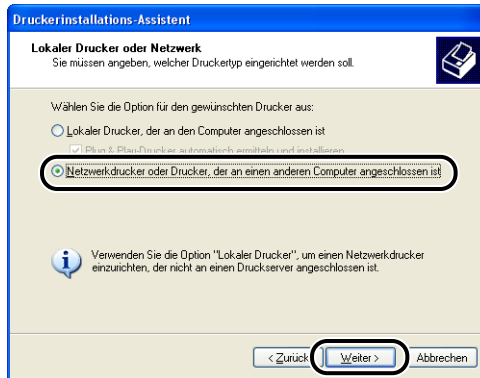 Druckerinstallations-Assistent
Lokaler Drucker oder Netzwerk
Sie müssen angeben, welcher Druckertyp eingerichtet werden soll.
Wählen Sie die Option für den gewünschten Drucker aus:
Lokaler Drucker, der an den Computer angeschlossen ist
Plug & Play-Drucker automatisch ermitteln und installieren
Netzwerkdrucker oder Drucker, der an einen anderen Computer angeschlossen ist
Verwenden Sie die Option "Lokaler Drucker", um einen Netzwerkdrucker
einzurichten, der nicht an einen Druckserver angeschlossen ist.
< Zurück Weiter > Abbrechen